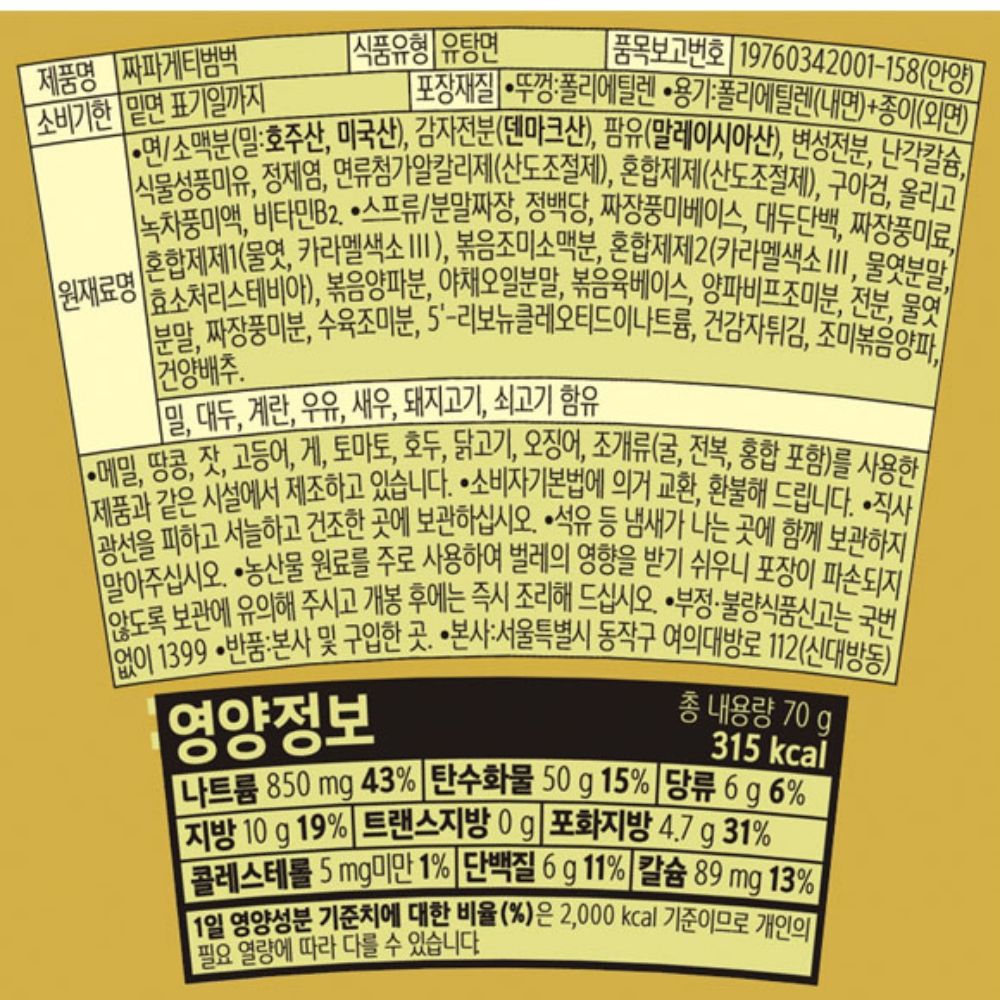 제품명 짜파게티범벅 식품유형 유탕면 품목보고번호 19760342001-158(안양)
소비기한 밑면 표기일까지 포장재질 •뚜껑:폴리에틸렌 •용기:폴리에틸렌(내면)+종이(외면)
원재료명
•면/소맥분(밀:호주산, 미국산), 감자전분(덴마크산), 팜유(말레이시아산), 변성전분, 난각칼슘,
식물성풍미유, 정제염, 면류첨가알칼리제(산도조절제), 혼합제제(산도조절제), 구아검, 올리고
녹차풍미액, 비타민B2. •스프류/분말짜장, 정백당, 짜장풍미베이스, 대두단백, 짜장풍미료,
혼합제제1(물엿, 카라멜색소III), 볶음조미소맥분, 혼합제제2(카라멜색소III, 물엿분말,
효소처리스테비아), 볶음양파분, 야채오일분말, 볶음육베이스, 양파비프조미분, 전분, 물엿
분말, 짜장풍미분, 수육조미분, 5'-리보뉴클레오티드이나트륨, 건감자튀김, 조미볶음양파,
건양배추.
밀, 대두, 계란, 우유, 새우, 돼지고기, 쇠고기 함유
•메밀, 땅콩, 잣, 고등어, 게, 토마토, 호두, 닭고기, 오징어, 조개류(굴, 전복, 홍합 포함)를 사용한
제품과 같은 시설에서 제조하고 있습니다. •소비자기본법에 의거 교환, 환불해 드립니다. •직사
광선을 피하고 서늘하고 건조한 곳에 보관하십시오. •석유 등 냄새가 나는 곳에 함께 보관하지
말아주십시오. •농산물 원료를 주로 사용하여 벌레의 영향을 받기 쉬우니 포장이 파손되지
않도록 보관에 유의해 주시고 개봉 후에는 즉시 조리해 드십시오. •부정·불량식품신고는 국번
없이 1399 •반품:본사 및 구입한 곳. •본사:서울특별시 동작구 여의대방로 112(신대방동)
영양정보 총 내용량 70 g
315 kcal
나트륨 850 mg 43% 탄수화물 50 g 15% 당류 6 g 6%
지방 10 g 19% 트랜스지방 0 g 포화지방 4.7 g 31%
콜레스테롤 5 mg미만 1% 단백질 6 g 11% 칼슘 89 mg 13%
1일 영양성분 기준치에 대한 비율(%)은 2,000 kcal 기준이므로 개인의
필요 열량에 따라 다를 수 있습니다.